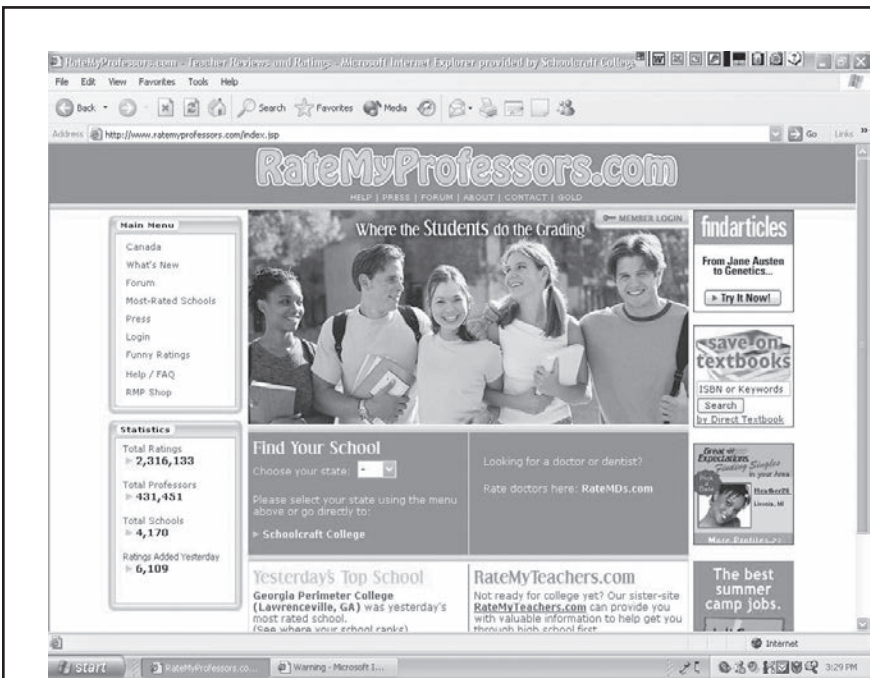 RateMyProfessors.com - Teacher Reviews and Ratings - Microsoft Internet Explorer provided by Schoolcraft College
File Edit View Favorites Tools Help
Back Search Favorites Media
Address http://www.ratemyprofessors.com/index.jsp Go Links »
RateMyProfessors.com
HELP | PRESS | FORUM | ABOUT | CONTACT | GOLD
Main Menu
Canada
What's New
Forum
Most-Rated Schools
Press
Login
Funny Ratings
Help / FAQ
RMP Shop
Statistics
Total Ratings
2,316,133
Total Professors
431,451
Total Schools
4,170
Ratings Added Yesterday
6,109
MEMBER LOGIN
Where the Students do the Grading
Find Your School
Choose your state: -
Please select your state using the menu
above or go directly to:
Schoolcraft College
Looking for a doctor or dentist?
Rate doctors here: RateMDs.com
Yesterday's Top School
Georgia Perimeter College
(Lawrenceville, GA) was yesterday's
most rated school.
(See where your school ranks)
RateMyTeachers.com
Not ready for college yet? Our sister-site
RateMyTeachers.com can provide you
with valuable information to help get you
through high school first.
findarticles
From Jane Austen
to Genetics...
Try It Now!
save on
textbooks
ISBN or Keywords
Search
by Direct Textbook
Great Expectations
Finding Singles
in your Area
Livonia, MI
More Profiles >>
The best
summer
camp jobs.
Internet
start RateMyProfessors.co... Warning - Microsoft I... 3:29 PM